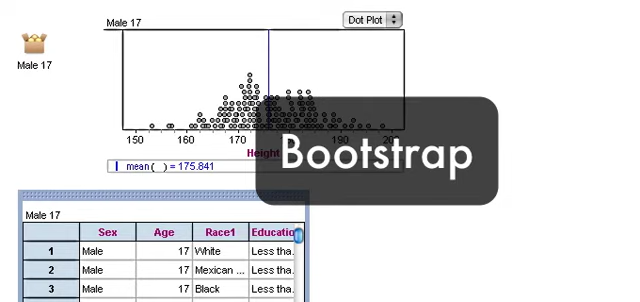 Male 17
Dot Plot
Male 17
150 160 170 180 190 200
Height
Bootstrap
mean( ) = 175.841
Male 17
Sex Age Race1 Educatio
1 Male 17 White Less tha.
2 Male 17 Mexican ... Less tha.
3 Male 17 Black Less tha.